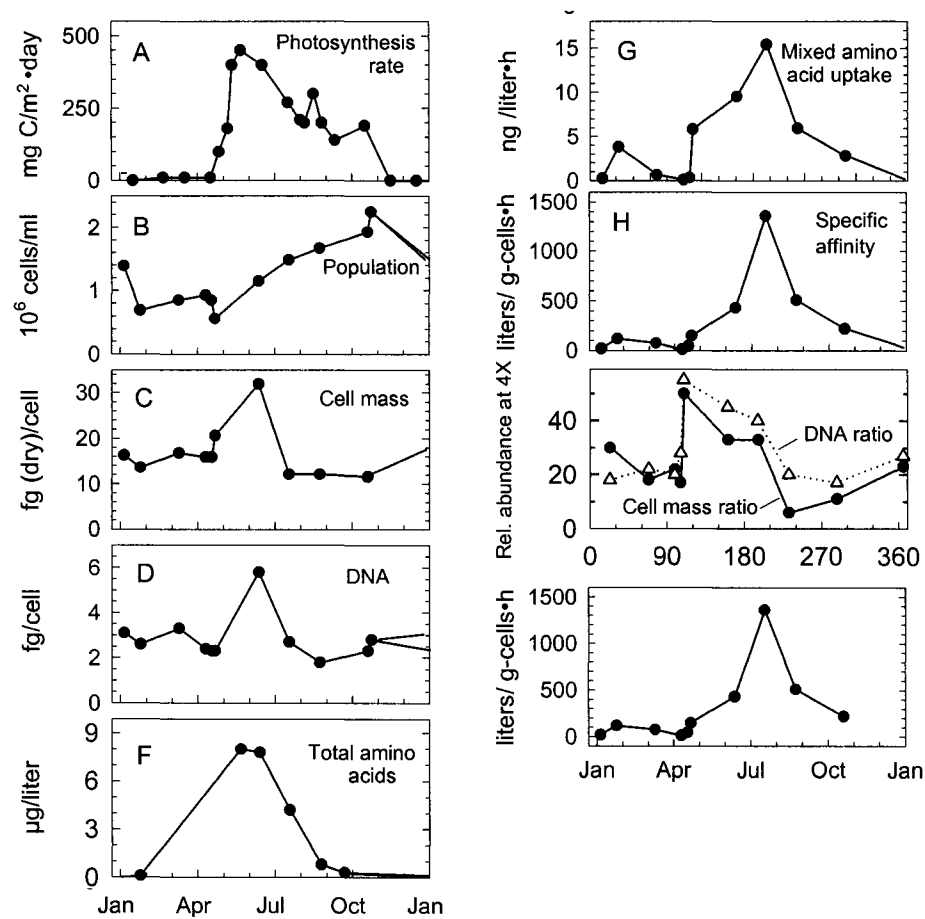 A
Photosynthesis
rate
mg C/m²•day
500
250
0
B
Population
10⁶ cells/ml
2
1
0
C
Cell mass
fg (dry)/cell
30
20
10
0
D
DNA
fg/cell
6
4
2
0
F
Total amino
acids
µg/liter
9
6
3
0
Jan Apr Jul Oct Jan
G
Mixed amino
acid uptake
ng /liter•h
15
10
5
0
H
Specific
affinity
liters/ g-cells•h
1500
1000
500
0
Rel. abundance at 4X
40
20
0
DNA ratio
Cell mass ratio
0 90 180 270 360
liters/ g-cells•h
1500
1000
500
0
Jan Apr Jul Oct Jan